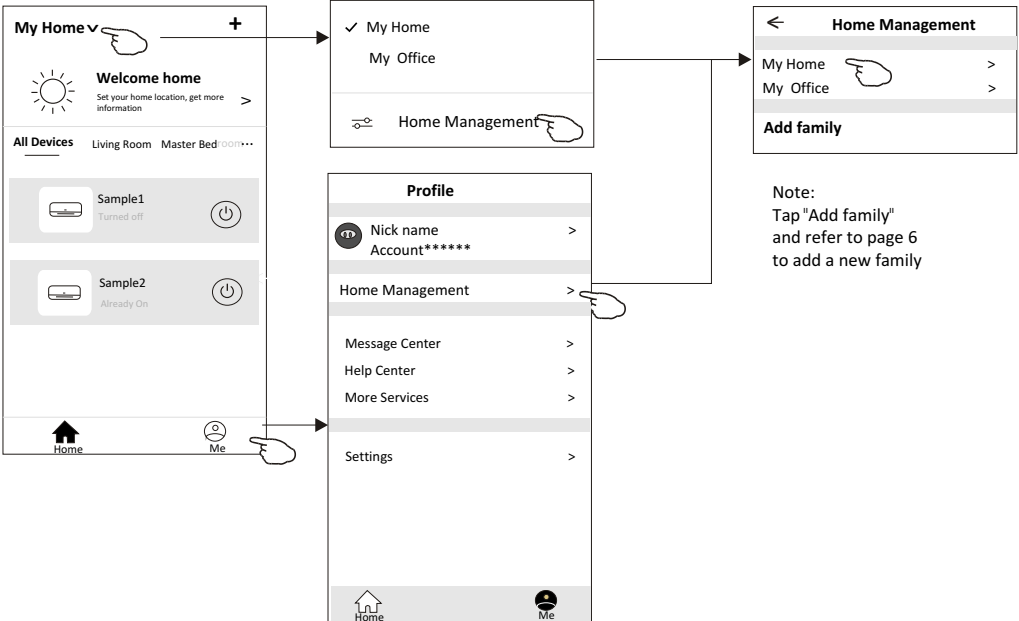 My Home
+
Welcome home
Set your home location, get more
information
>
All Devices Living Room Master Bedroom ...
Sample1
Turned off
Sample2
Already On
Home
Me
✓ My Home
My Office
Home Management
Profile
Nick name >
Account******
Home Management >
Message Center >
Help Center >
More Services >
Settings >
Home
Me
Home Management
My Home >
My Office >
Add family
Note:
Tap "Add family"
and refer to page 6
to add a new family